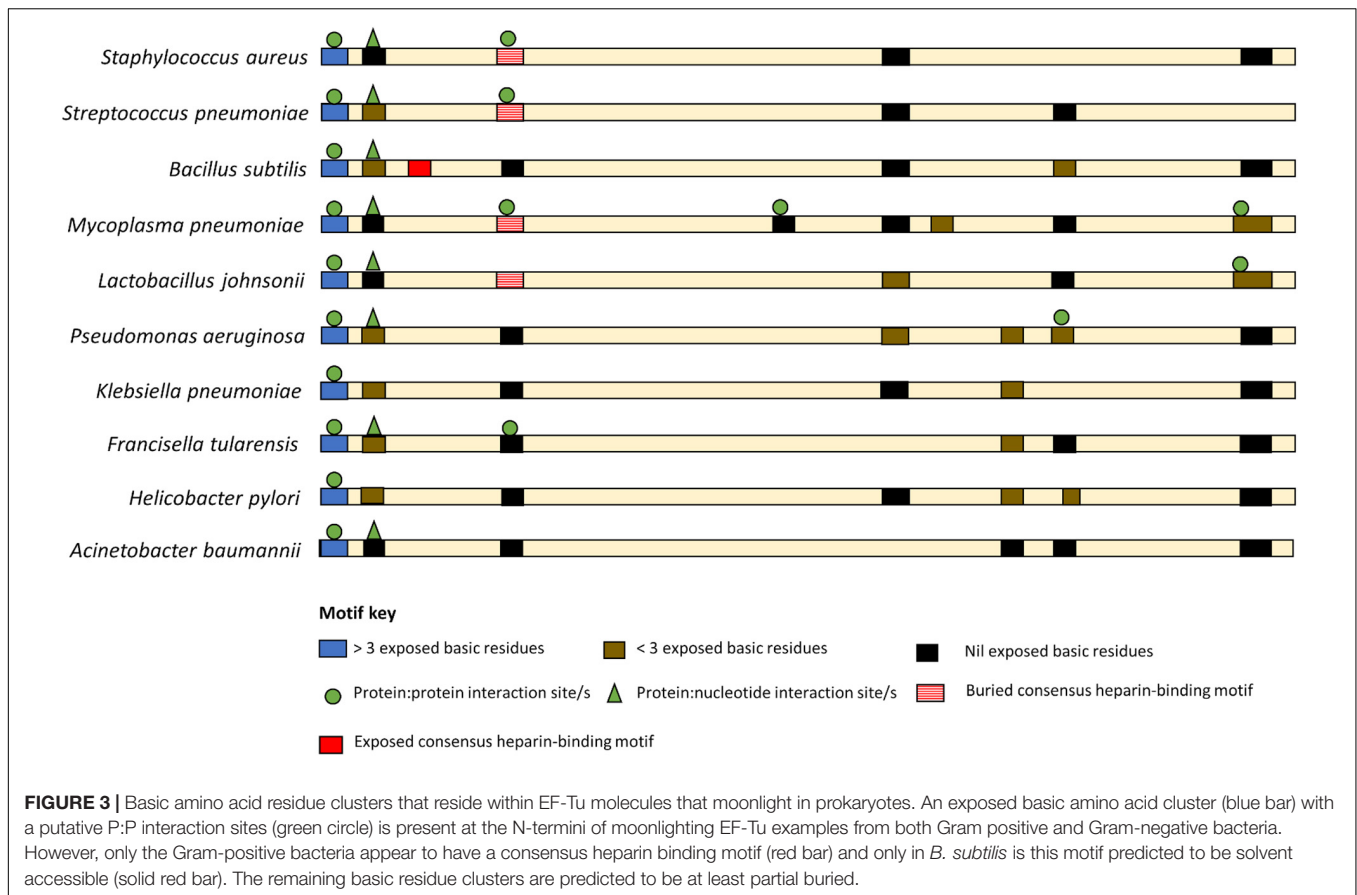 Staphylococcus aureus
Streptococcus pneumoniae
Bacillus subtilis
Mycoplasma pneumoniae
Lactobacillus johnsonii
Pseudomonas aeruginosa
Klebsiella pneumoniae
Francisella tularensis
Helicobacter pylori
Acinetobacter baumannii
Motif key
> 3 exposed basic residues
< 3 exposed basic residues
Nil exposed basic residues
Protein:protein interaction site/s
Protein:nucleotide interaction site/s
Buried consensus heparin-binding motif
Exposed consensus heparin-binding motif
FIGURE 3 | Basic amino acid residue clusters that reside within EF-Tu molecules that moonlight in prokaryotes. An exposed basic amino acid cluster (blue bar) with
a putative P:P interaction sites (green circle) is present at the N-termini of moonlighting EF-Tu examples from both Gram positive and Gram-negative bacteria.
However, only the Gram-positive bacteria appear to have a consensus heparin binding motif (red bar) and only in B. subtilis is this motif predicted to be solvent
accessible (solid red bar). The remaining basic residue clusters are predicted to be at least partial buried.